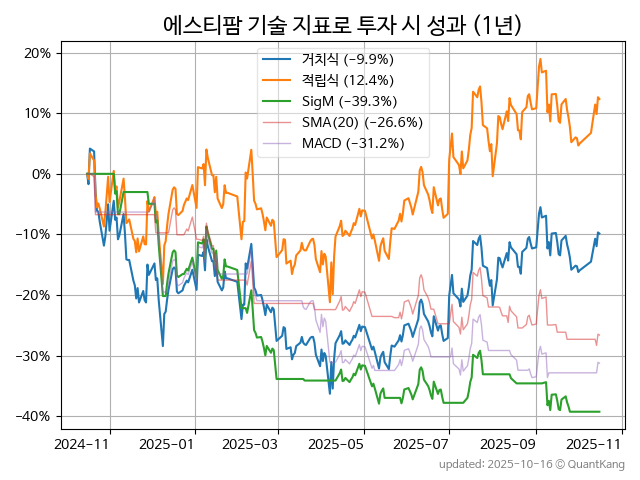 에스티팜 기술 지표로 투자 시 성과 (1년)
거치식 (−9.9%)
적립식 (12.4%)
SigM (−39.3%)
SMA(20) (−26.6%)
MACD (−31.2%)
20%
10%
0%
−10%
−20%
−30%
−40%
2024-11 2025-01 2025-03 2025-05 2025-07 2025-09 2025-11
updated: 2025-10-16 © QuantKang